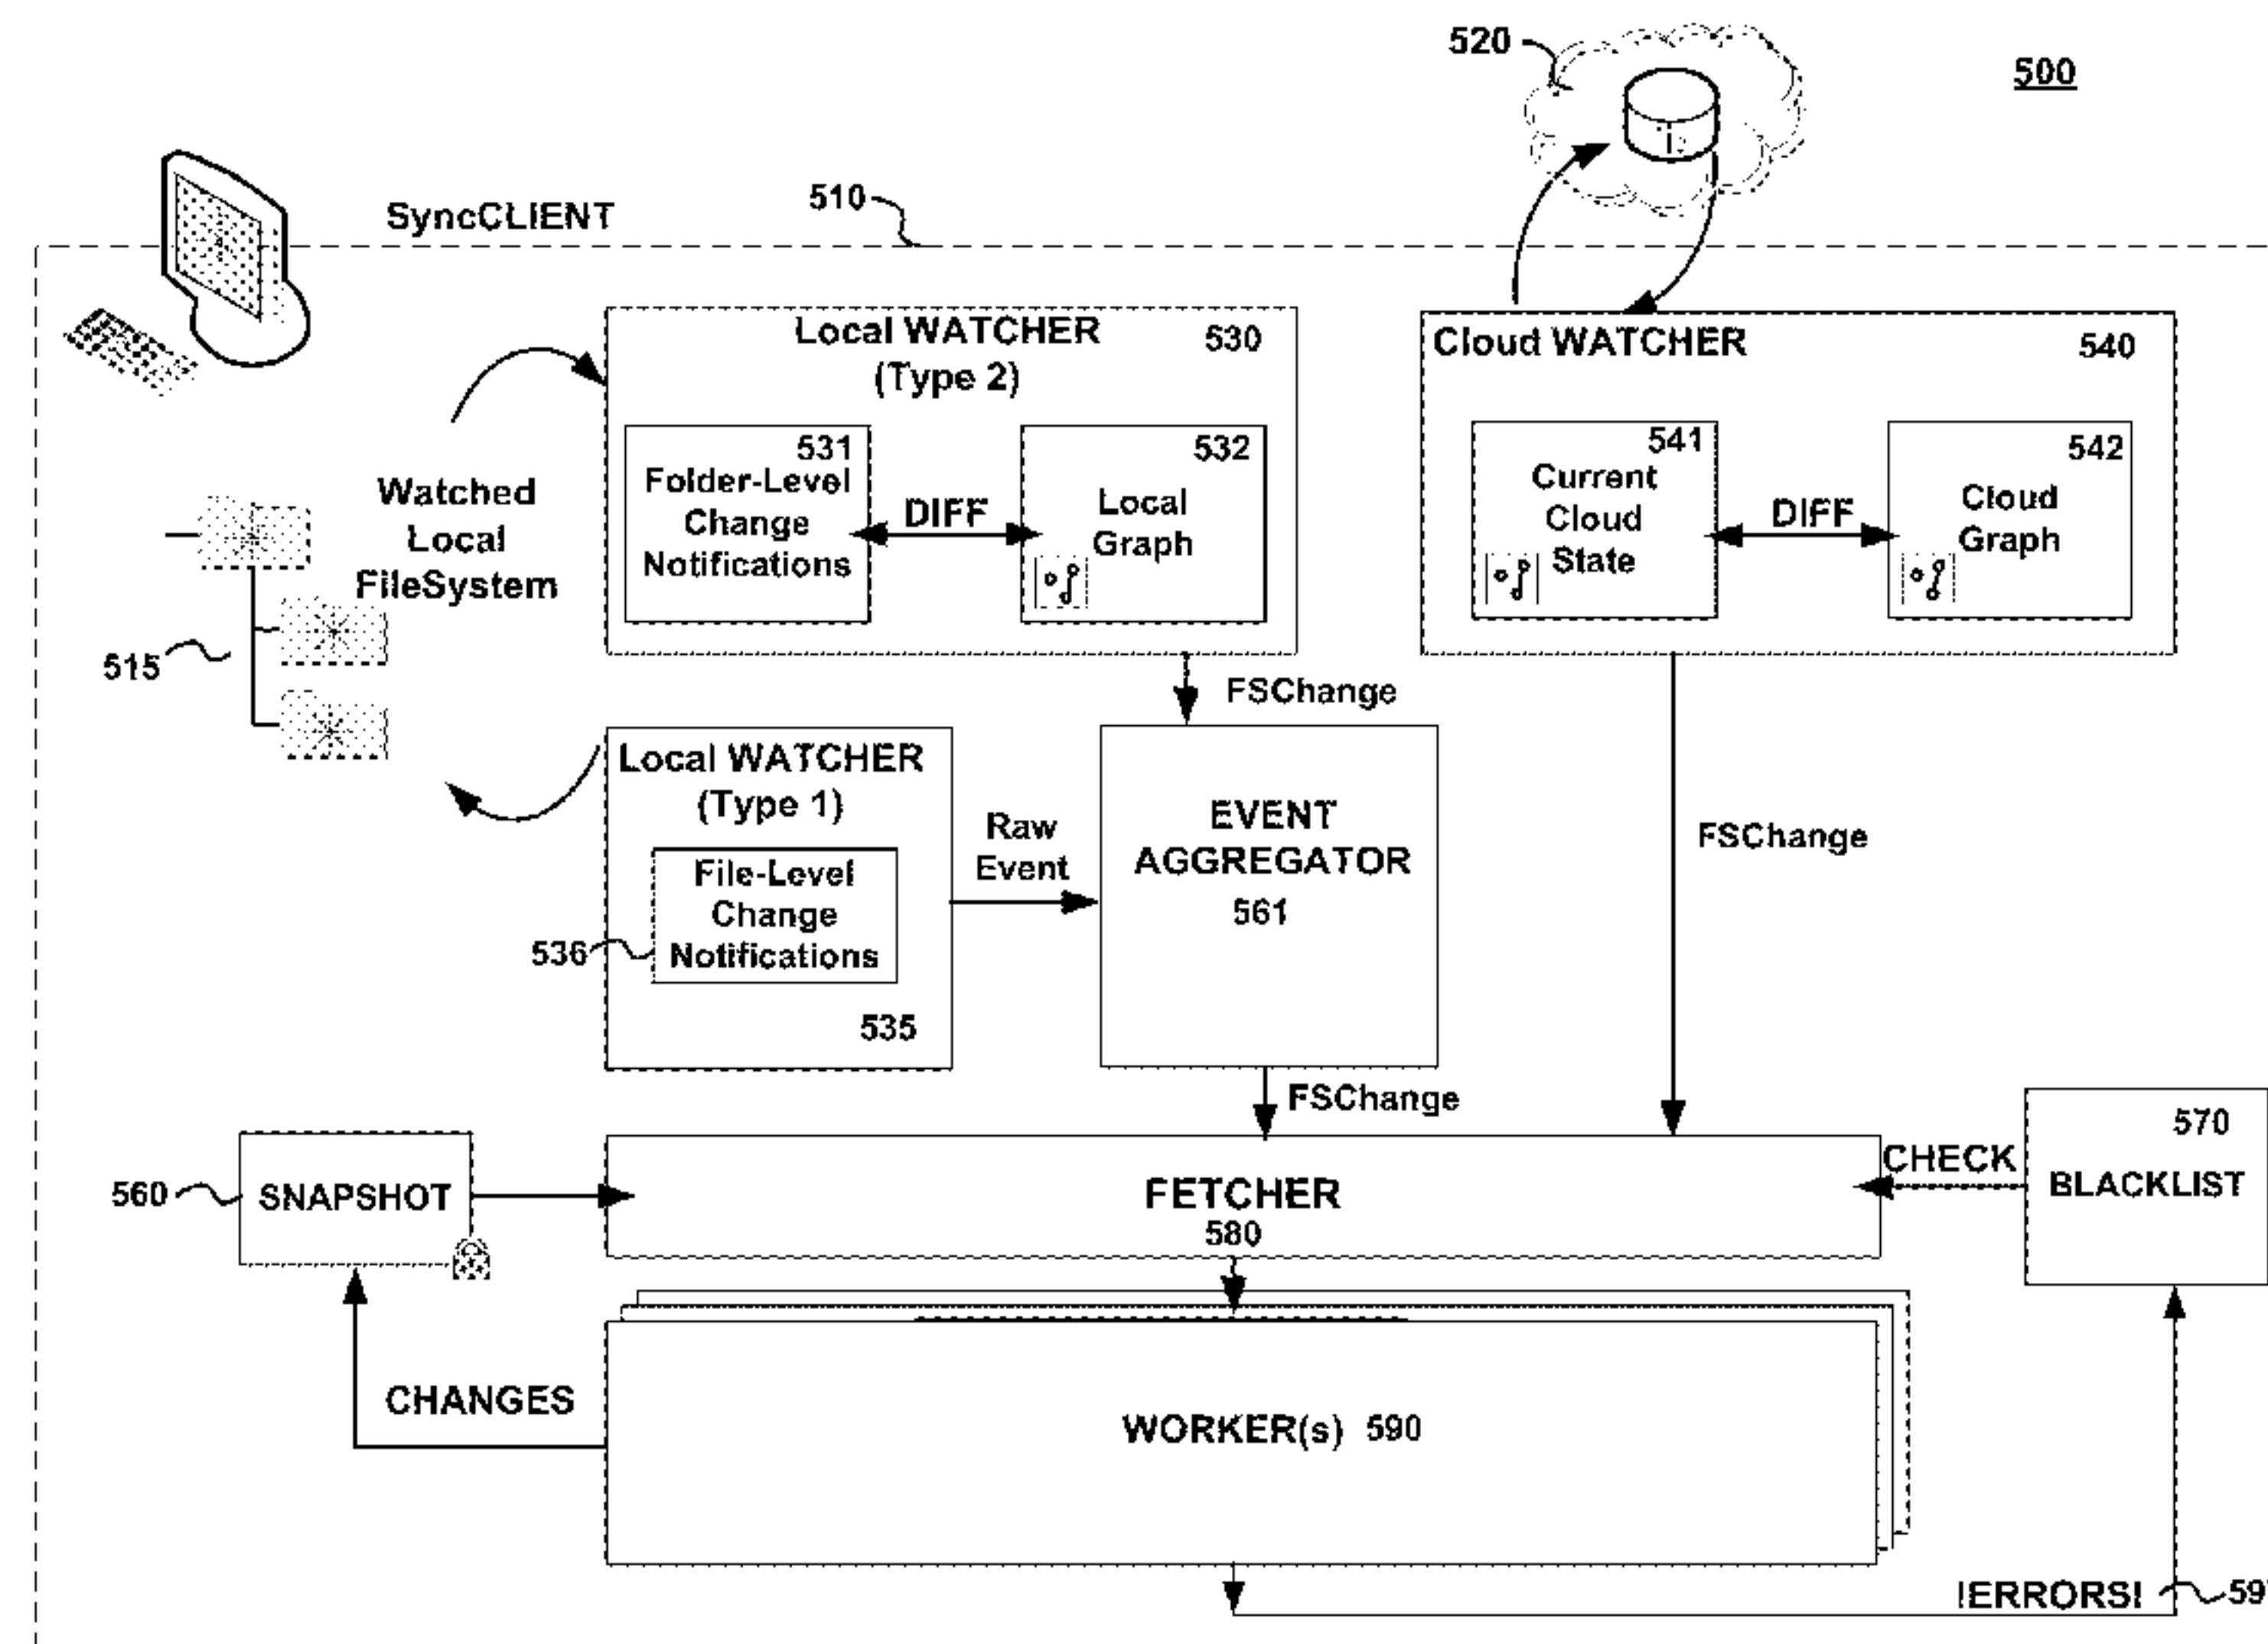 520
500
510
SyncCLIENT
Local WATCHER
530
(Type 2)
Cloud WATCHER
540
531
Folder-Level
Change
Notifications
DIFF
532
Local
Graph
541
Current
Cloud
State
DIFF
542
Cloud
Graph
Watched
Local
FileSystem
515
FSChange
Local WATCHER
(Type 1)
File-Level
Change
Notifications
536
535
Raw
Event
EVENT
AGGREGATOR
561
FSChange
FSChange
560
SNAPSHOT
FETCHER
580
CHECK
570
BLACKLIST
CHANGES
WORKER(s) 590
!ERRORS!